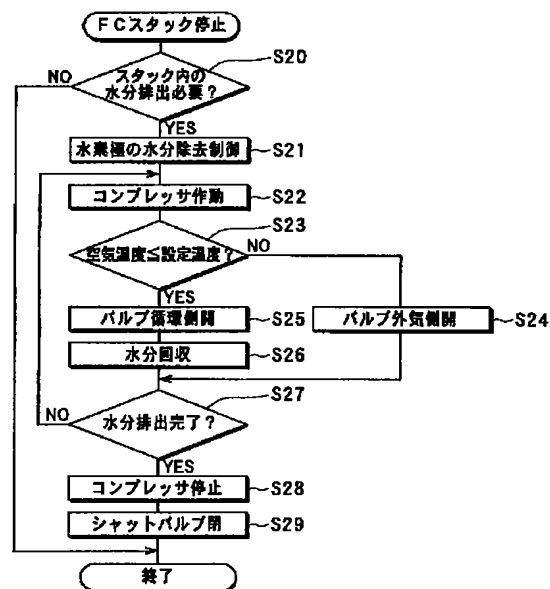 FCスタック停止
S20
NO
スタック内の
水分排出必要？
YES
水素極の水分除去制御
S21
コンプレッサ作動
S22
S23
空気温度≦設定温度？
NO
YES
バルブ循環側開
S25
バルブ外気側開
S24
水分回収
S26
S27
NO
水分排出完了？
YES
コンプレッサ停止
S28
シャットバルブ閉
S29
終了